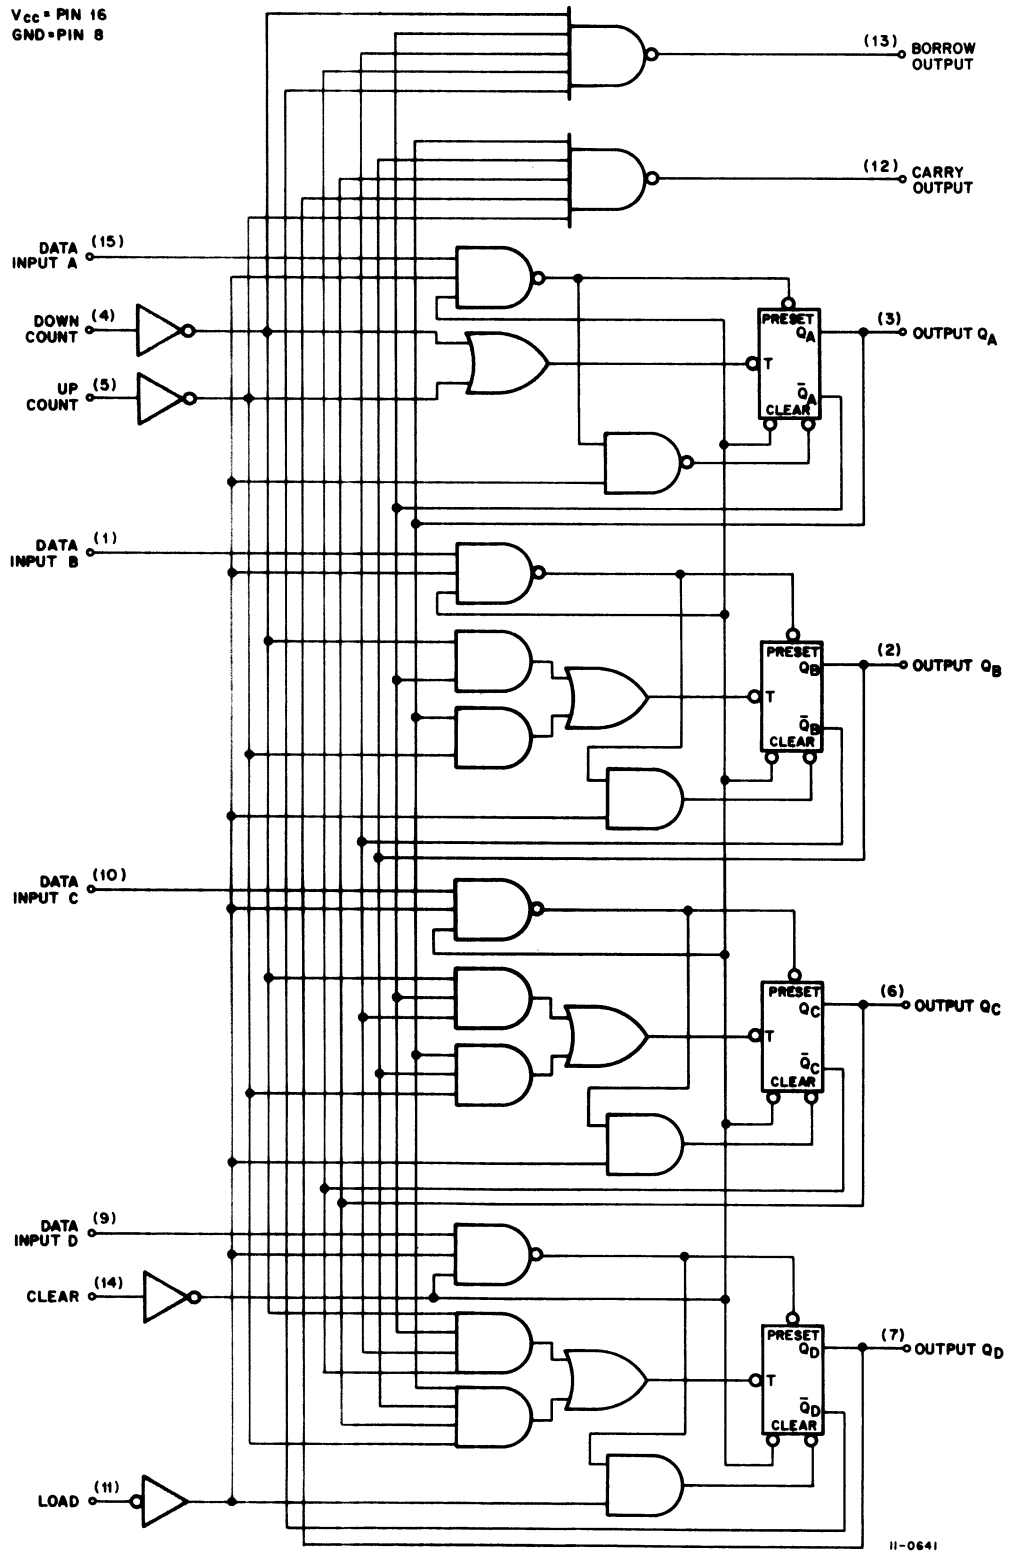 VCC = PIN 16
GND = PIN 8
(13)
BORROW
OUTPUT
(12)
CARRY
OUTPUT
DATA
INPUT A
(15)
DOWN
COUNT
(4)
UP
COUNT
(5)
PRESET
QA
T
Q̄A
CLEAR
(3)
OUTPUT QA
DATA
INPUT B
(1)
PRESET
QB
T
Q̄B
CLEAR
(2)
OUTPUT QB
DATA
INPUT C
(10)
PRESET
QC
T
Q̄C
CLEAR
(6)
OUTPUT QC
DATA
INPUT D
(9)
CLEAR
(14)
PRESET
QD
T
Q̄D
CLEAR
(7)
OUTPUT QD
LOAD
(11)
11-0641